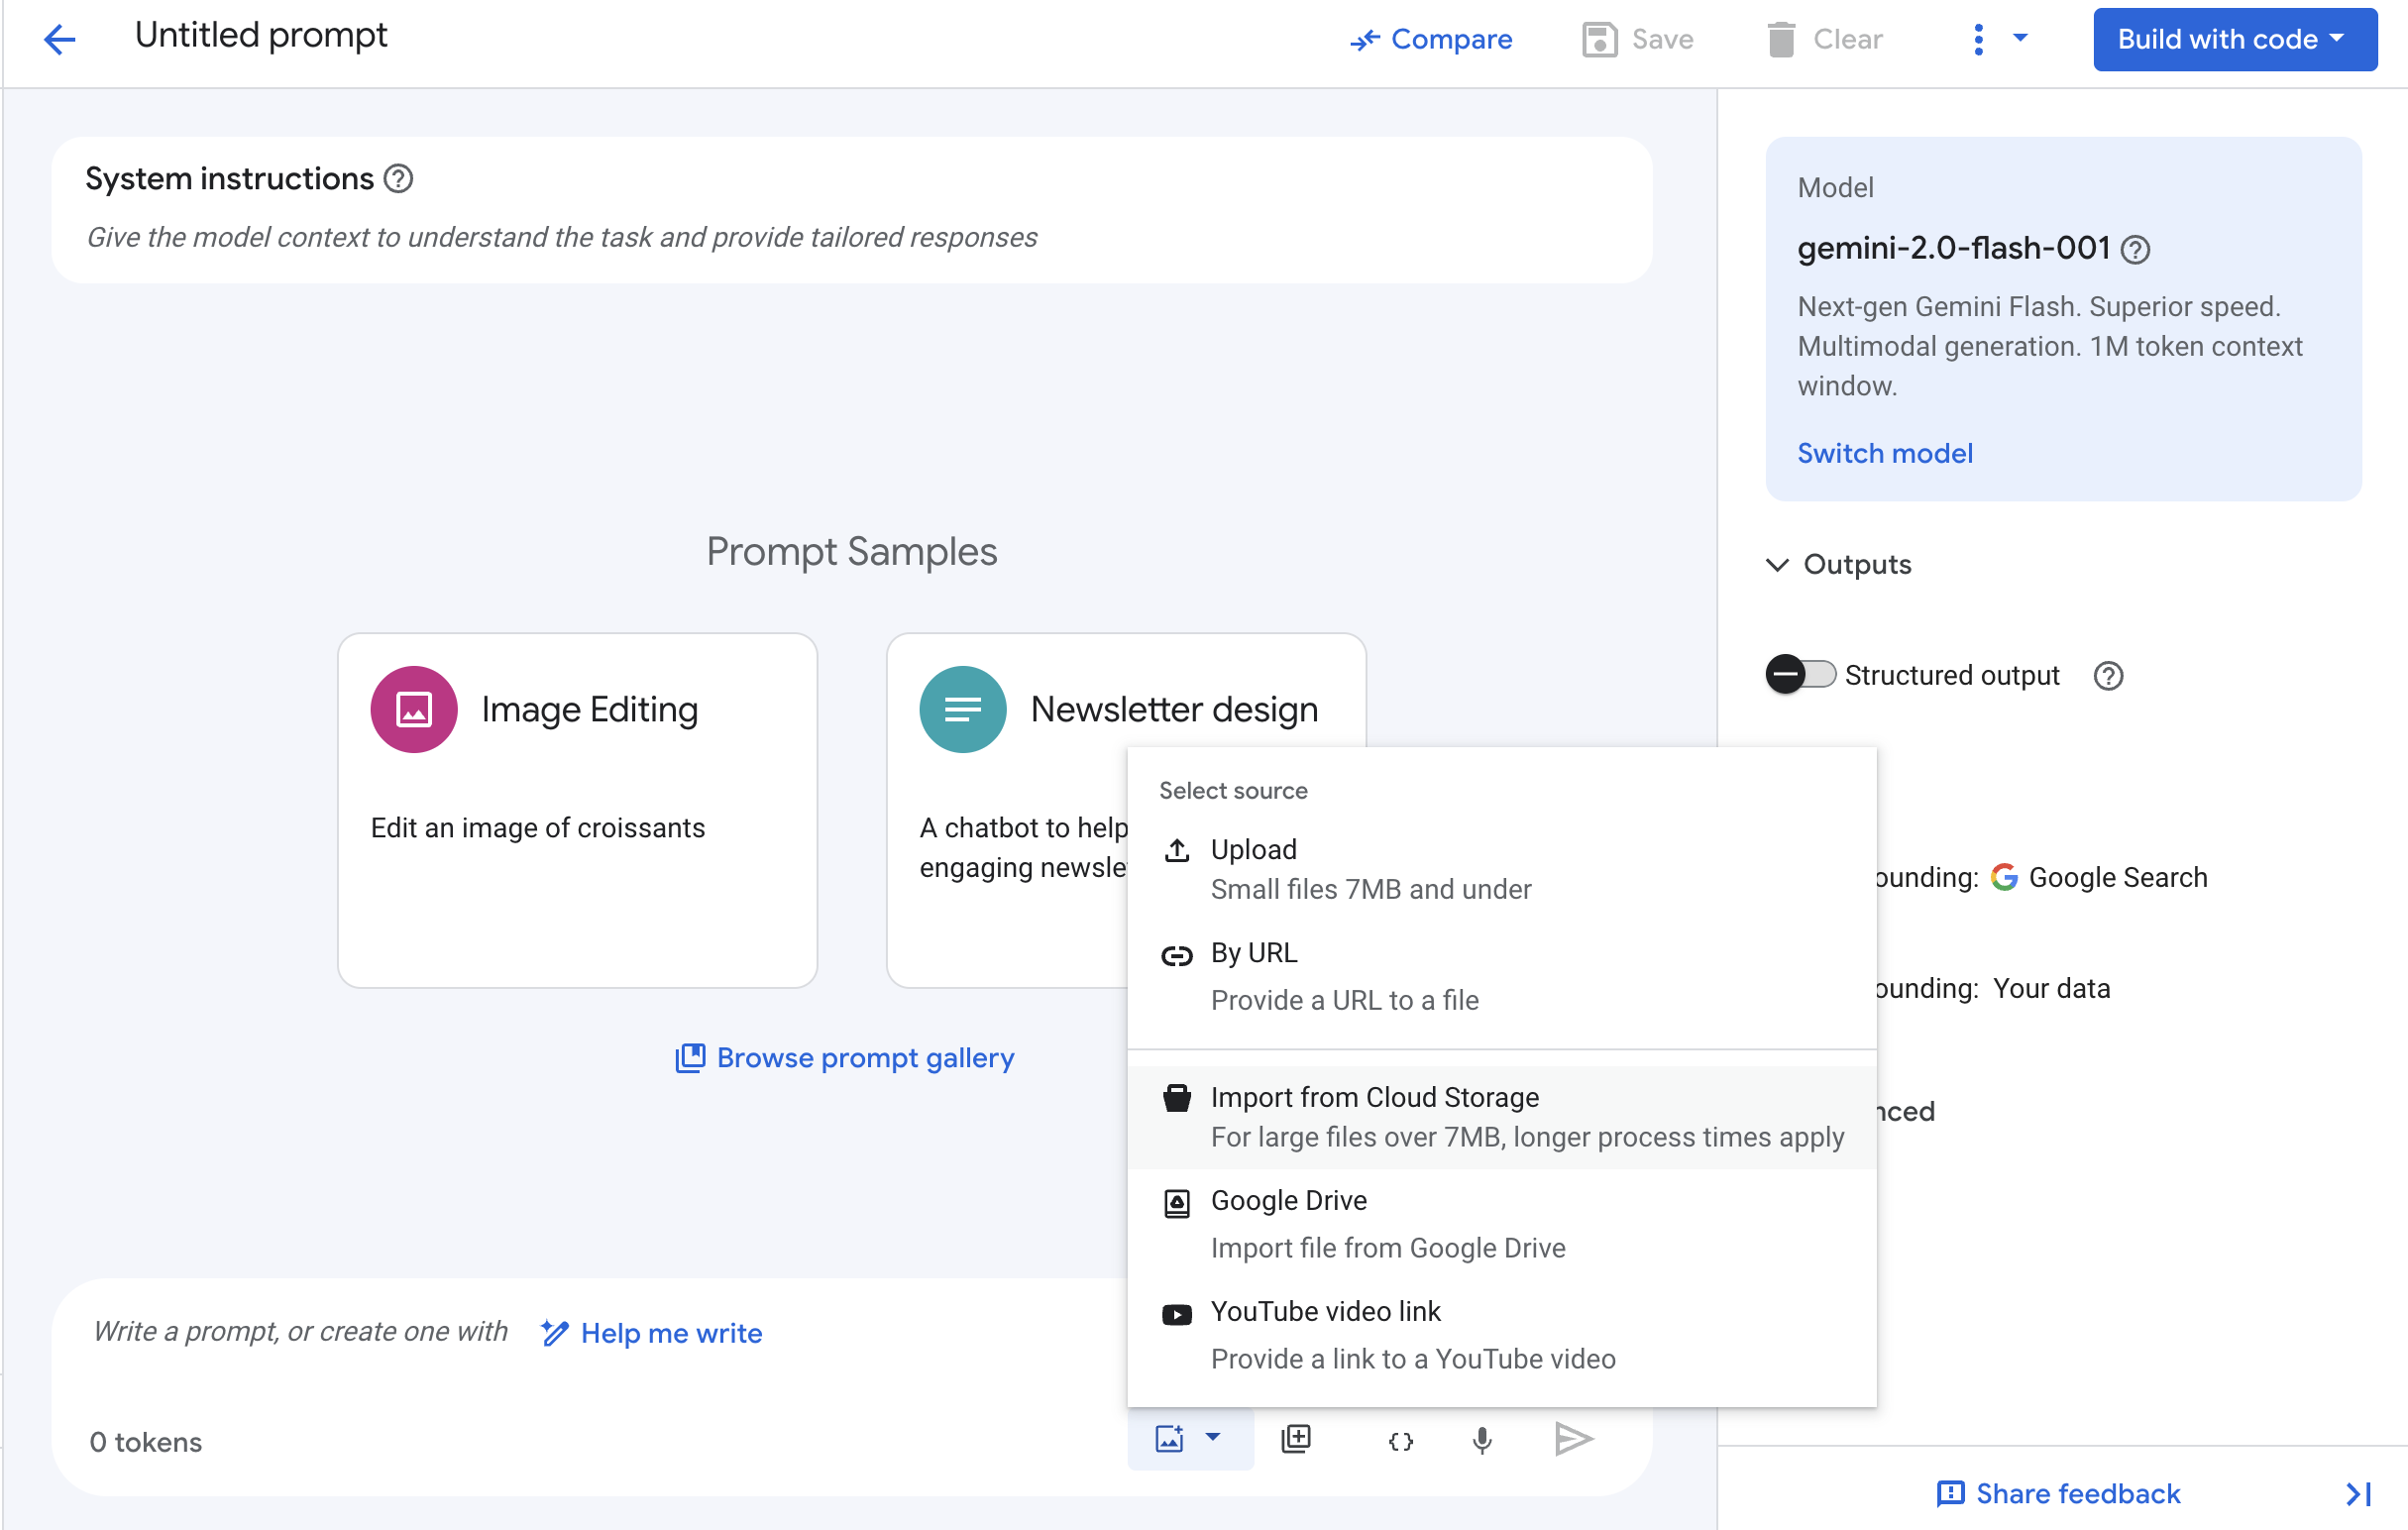 Untitled prompt
Compare
Save
Clear
Build with code
System instructions
Give the model context to understand the task and provide tailored responses
Model
gemini-2.0-flash-001
Next-gen Gemini Flash. Superior speed.
Multimodal generation. 1M token context
window.
Switch model
Outputs
Structured output
Prompt Samples
Image Editing
Edit an image of croissants
Newsletter design
A chatbot to help
engaging newsle
Browse prompt gallery
Select source
Upload
Small files 7MB and under
By URL
Provide a URL to a file
Import from Cloud Storage
For large files over 7MB, longer process times apply
Google Drive
Import file from Google Drive
YouTube video link
Provide a link to a YouTube video
ounding: Google Search
ounding: Your data
nced
Write a prompt, or create one with Help me write
0 tokens
Share feedback